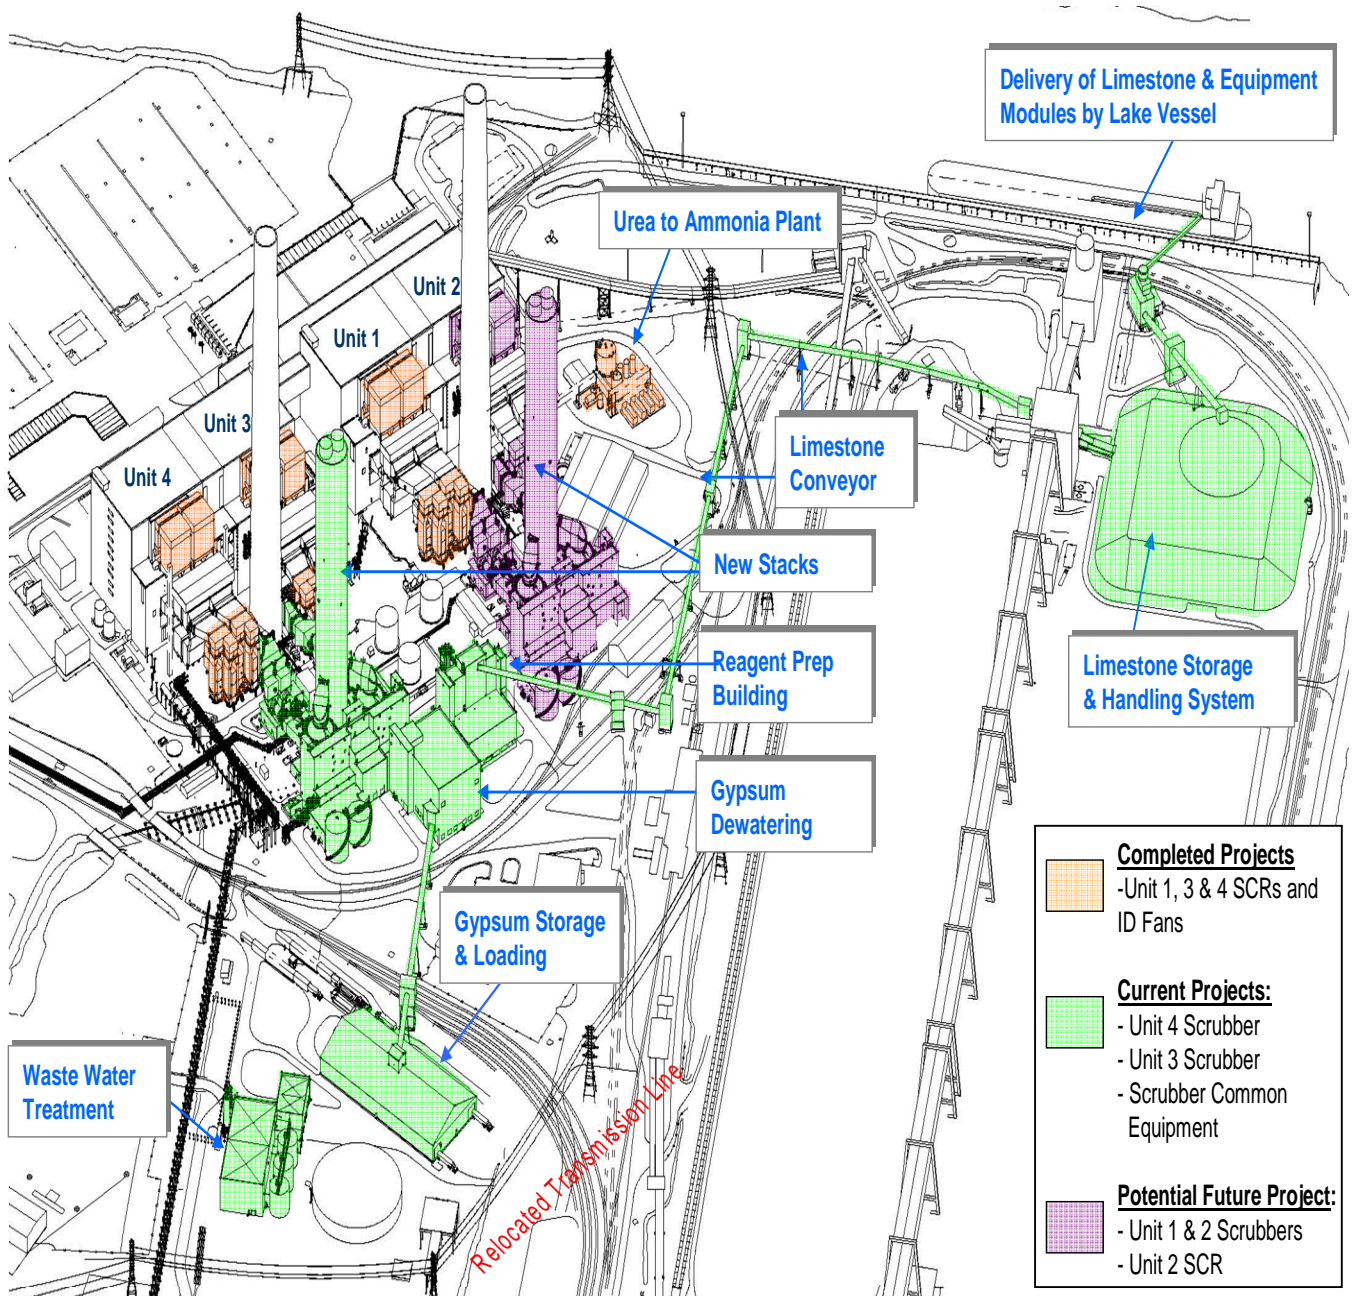 Delivery of Limestone & Equipment
Modules by Lake Vessel
Urea to Ammonia Plant
Unit 2
Unit 1
Unit 3
Unit 4
Limestone
Conveyor
New Stacks
Reagent Prep
Building
Limestone Storage
& Handling System
Gypsum
Dewatering
Gypsum Storage
& Loading
Waste Water
Treatment
Relocated Transmission Line
Completed Projects
-Unit 1, 3 & 4 SCRs and
ID Fans
Current Projects:
- Unit 4 Scrubber
- Unit 3 Scrubber
- Scrubber Common
Equipment
Potential Future Project:
- Unit 1 & 2 Scrubbers
- Unit 2 SCR